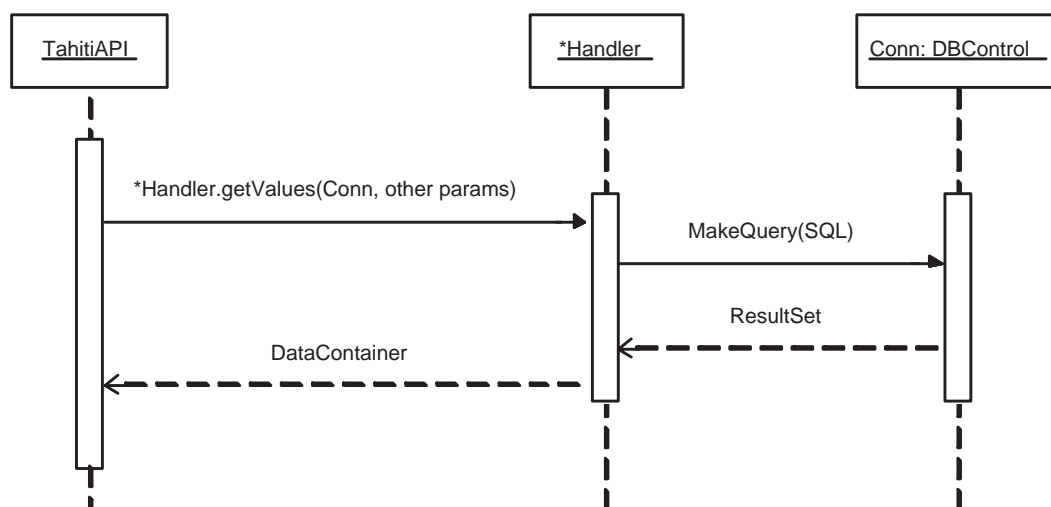 TahitiAPI
*Handler
Conn: DBControl
*Handler.getValues(Conn, other params)
MakeQuery(SQL)
ResultSet
DataContainer